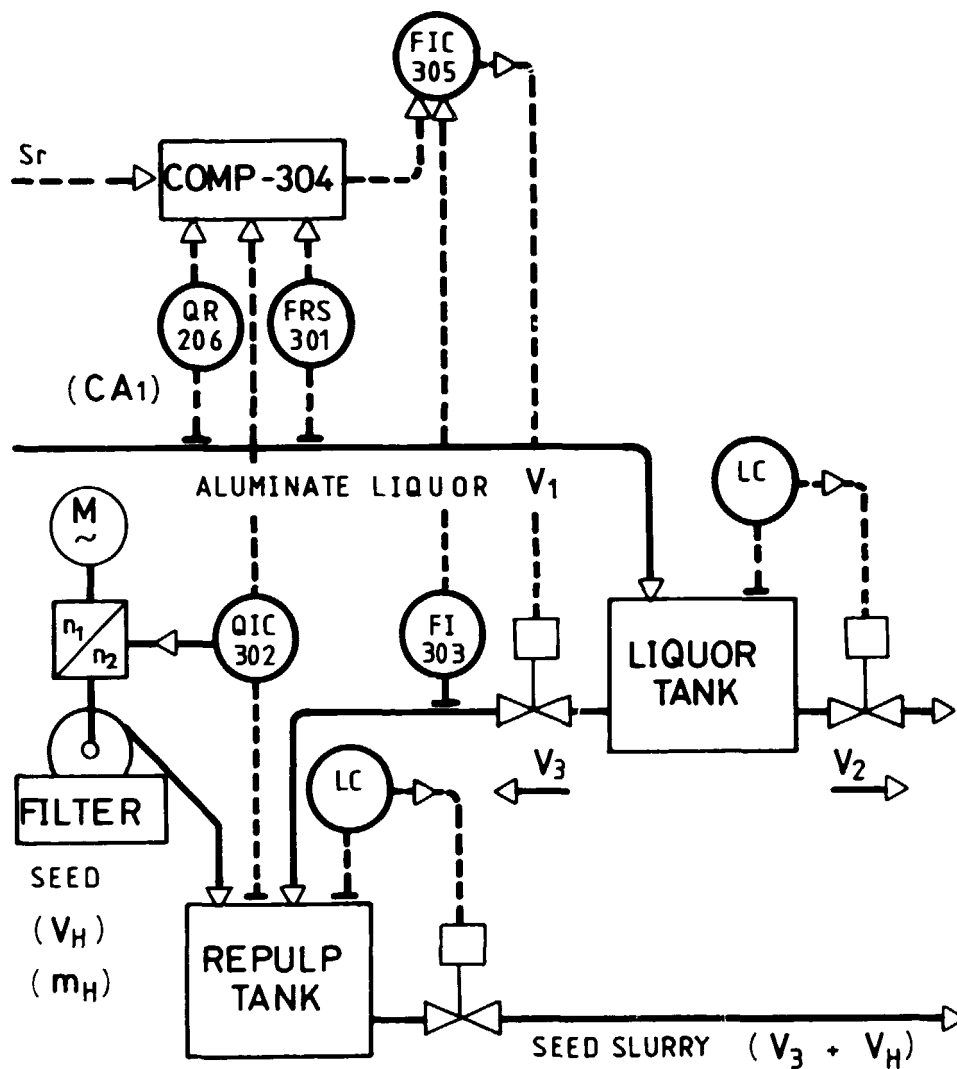 FIC
305
Sr
COMP-304
QR
206
FRS
301
(CA1)
ALUMINATE LIQUOR V1
LC
M
~
n1
n2
QIC
302
FI
303
LIQUOR
TANK
V3
V2
LC
FILTER
SEED
(VH)
(mH)
REPULP
TANK
SEED SLURRY (V3 + VH)